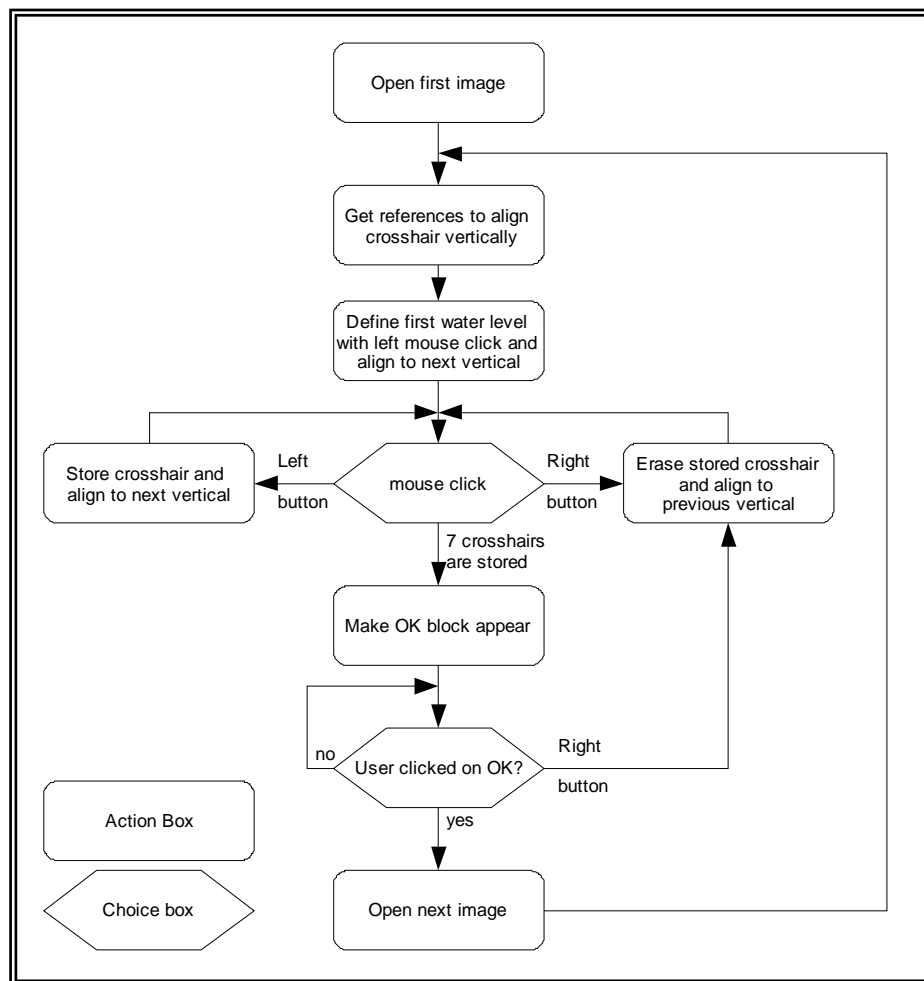 Open first image
Get references to align
crosshair vertically
Define first water level
with left mouse click and
align to next vertical
Store crosshair and
align to next vertical
Left
button
mouse click
Right
button
Erase stored crosshair
and align to
previous vertical
7 crosshairs
are stored
Make OK block appear
no
User clicked on OK?
Right
button
yes
Action Box
Choice box
Open next image